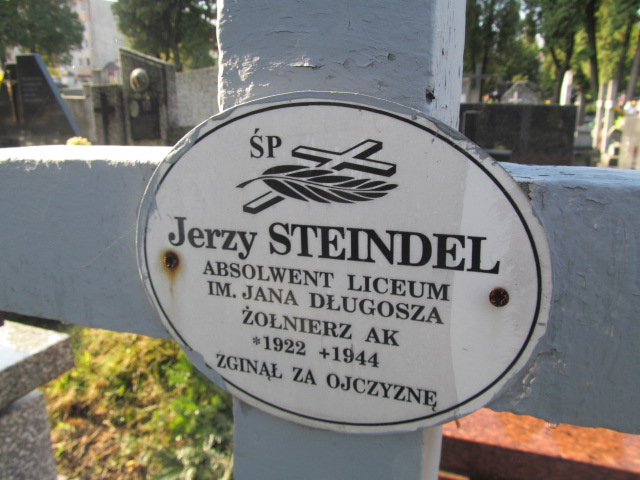 ŚP
Jerzy STEINDEL
ABSOLWENT LICEUM
IM. JANA DŁUGOSZA
ŻOŁNIERZ AK
*1922 +1944
ZGINĄŁ ZA OJCZYZNĘ